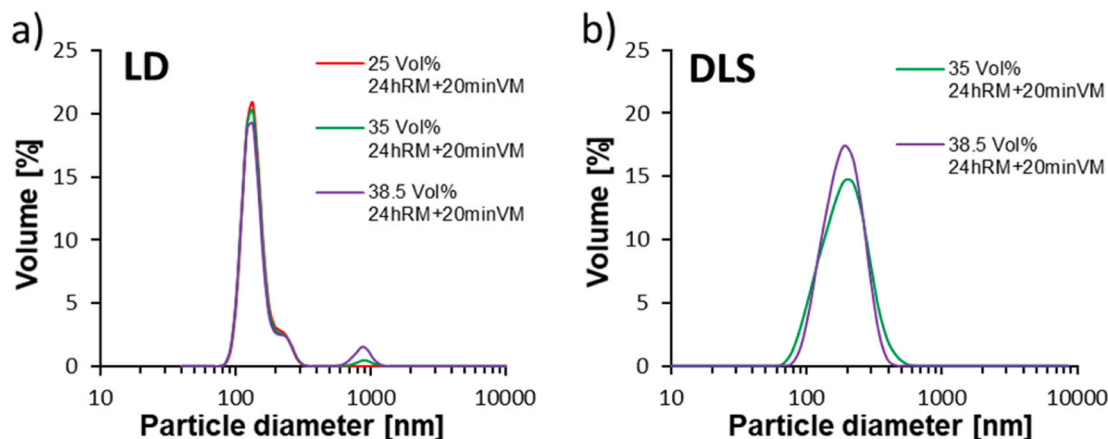 a)
LD
25 Vol%
24hRM+20minVM
35 Vol%
24hRM+20minVM
38.5 Vol%
24hRM+20minVM
Volume [%]
25
20
15
10
5
0
10 100 1000 10000
Particle diameter [nm]
b)
DLS
35 Vol%
24hRM+20minVM
38.5 Vol%
24hRM+20minVM
Volume [%]
25
20
15
10
5
0
10 100 1000 10000
Particle diameter [nm]